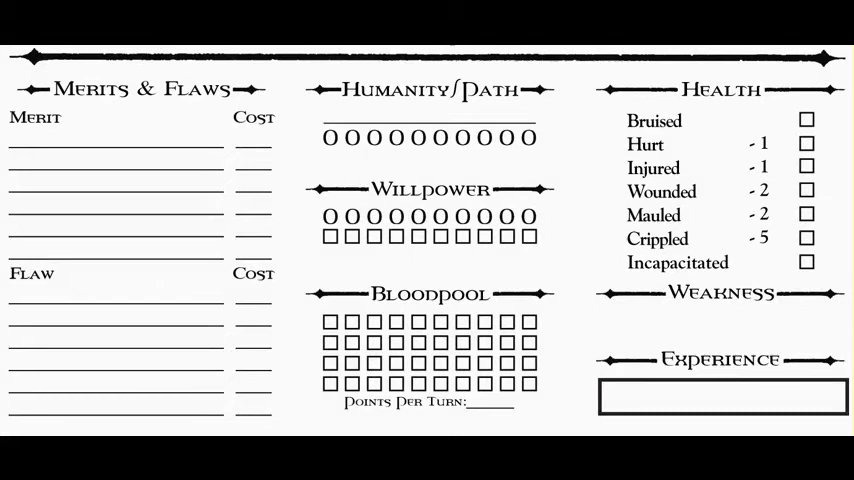 Merits & Flaws
Merit Cost
Flaw Cost
Humanity/Path
O O O O O O O O O O
Willpower
O O O O O O O O O O
Bloodpool
Points Per Turn:______
Health
Bruised
Hurt - 1
Injured - 1
Wounded - 2
Mauled - 2
Crippled - 5
Incapacitated
Weakness
Experience